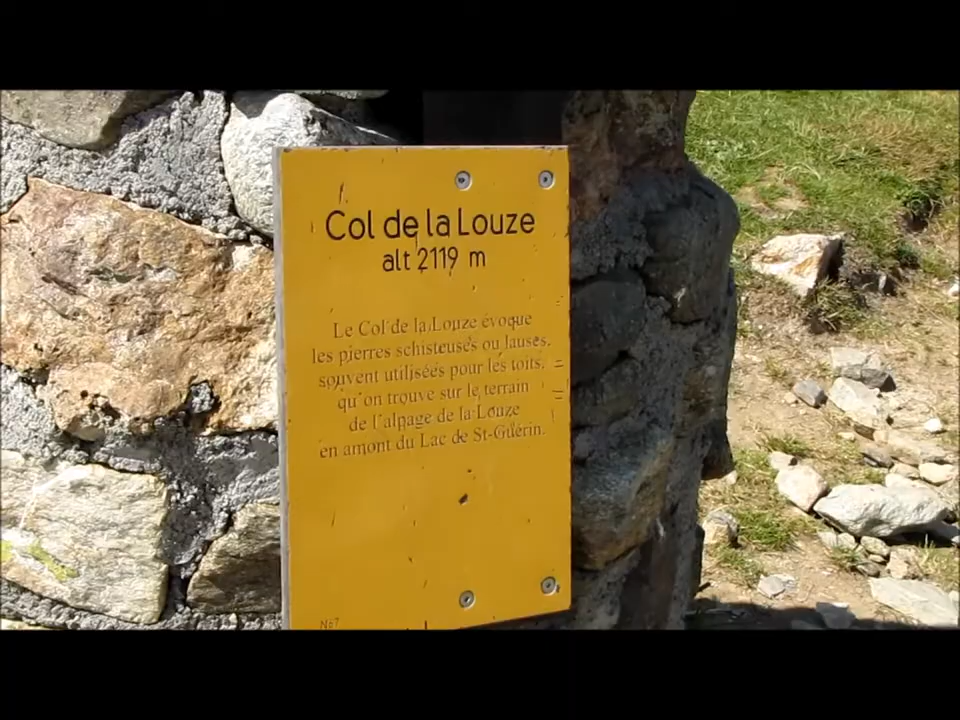 Col de la Louze
alt 2119 m
Le Col de la Louze évoque
les pierres schisteuses ou lauses,
souvent utilisées pour les toits,
qu'on trouve sur le terrain
de l'alpage de la Louze
en amont du Lac de St-Guérin.
N67